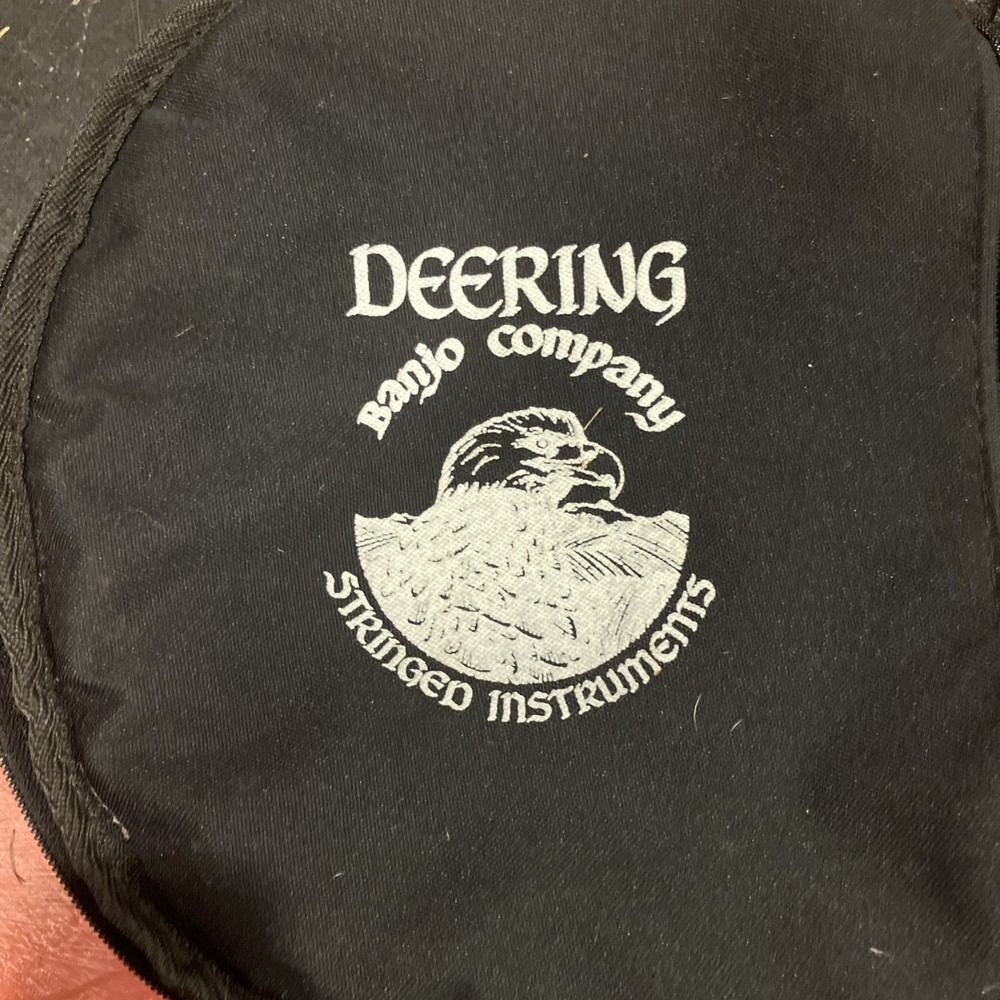 DEERING
Banjo company
STRINGED INSTRUMENTS